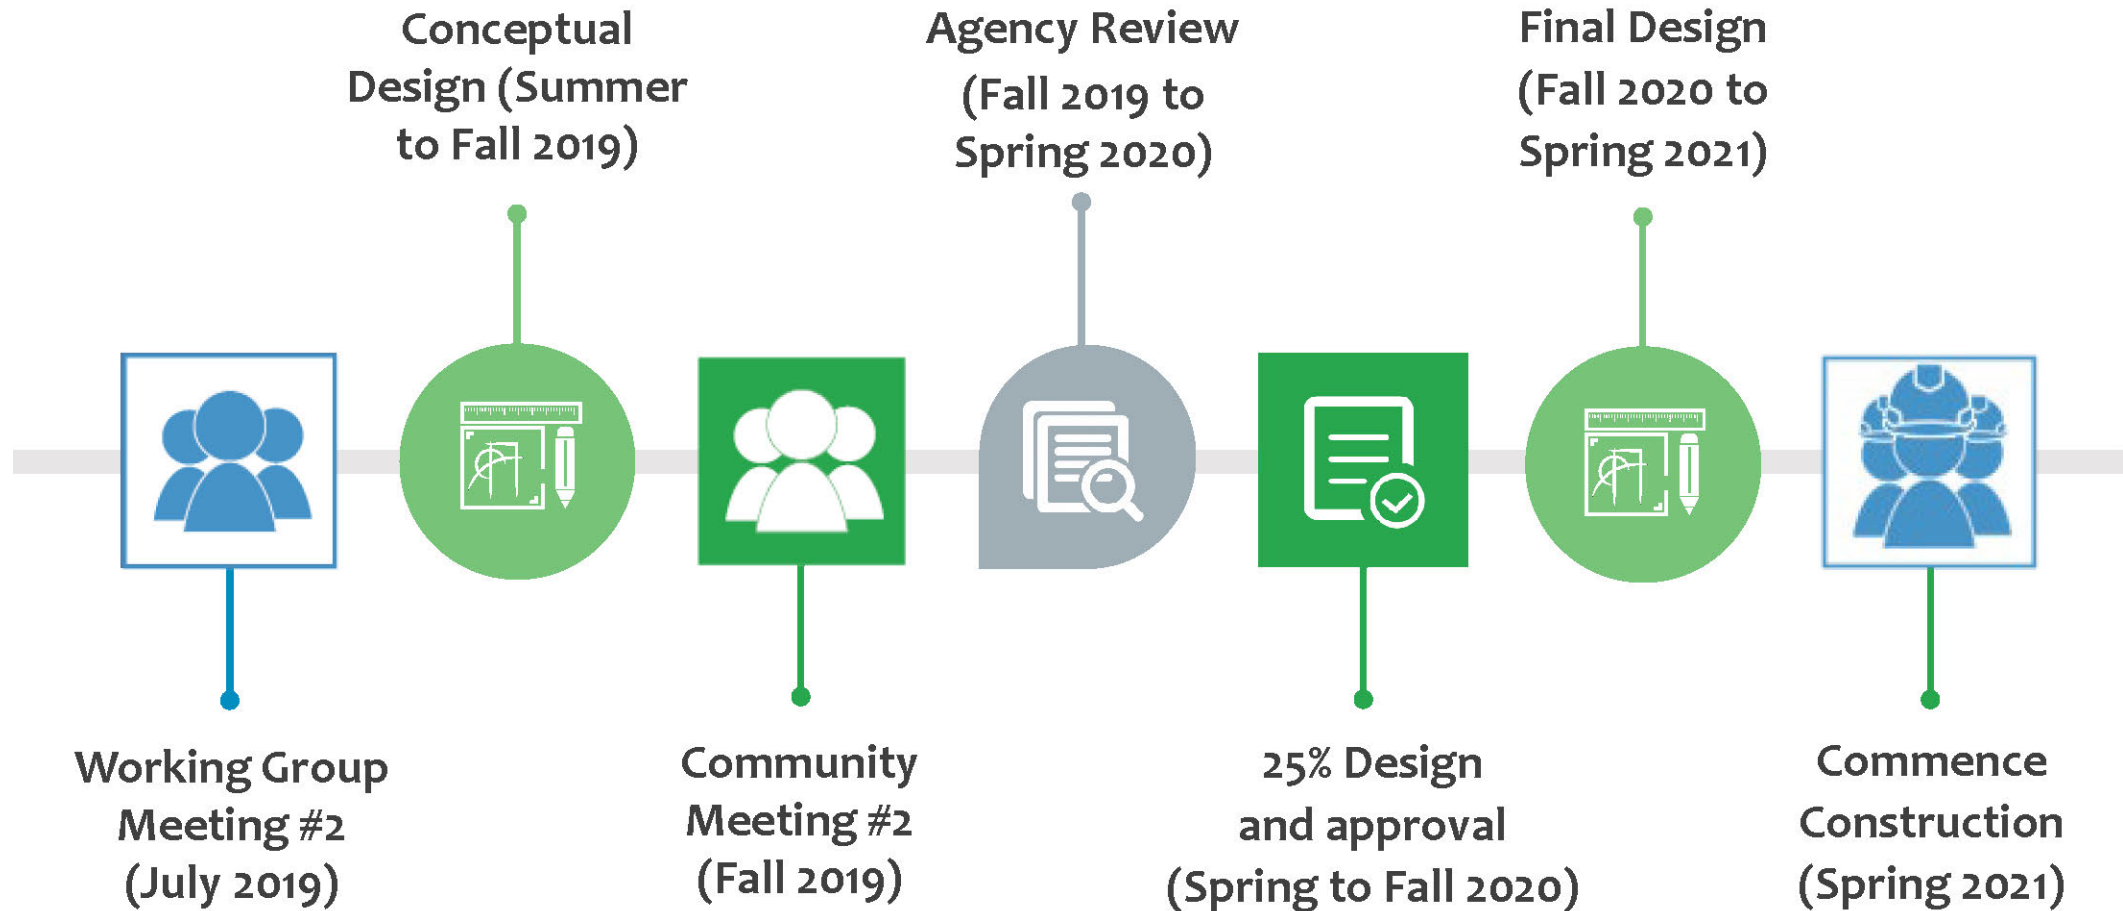 Conceptual
Design (Summer
to Fall 2019)
Agency Review
(Fall 2019 to
Spring 2020)
Final Design
(Fall 2020 to
Spring 2021)
Working Group
Meeting #2
(July 2019)
Community
Meeting #2
(Fall 2019)
25% Design
and approval
(Spring to Fall 2020)
Commence
Construction
(Spring 2021)